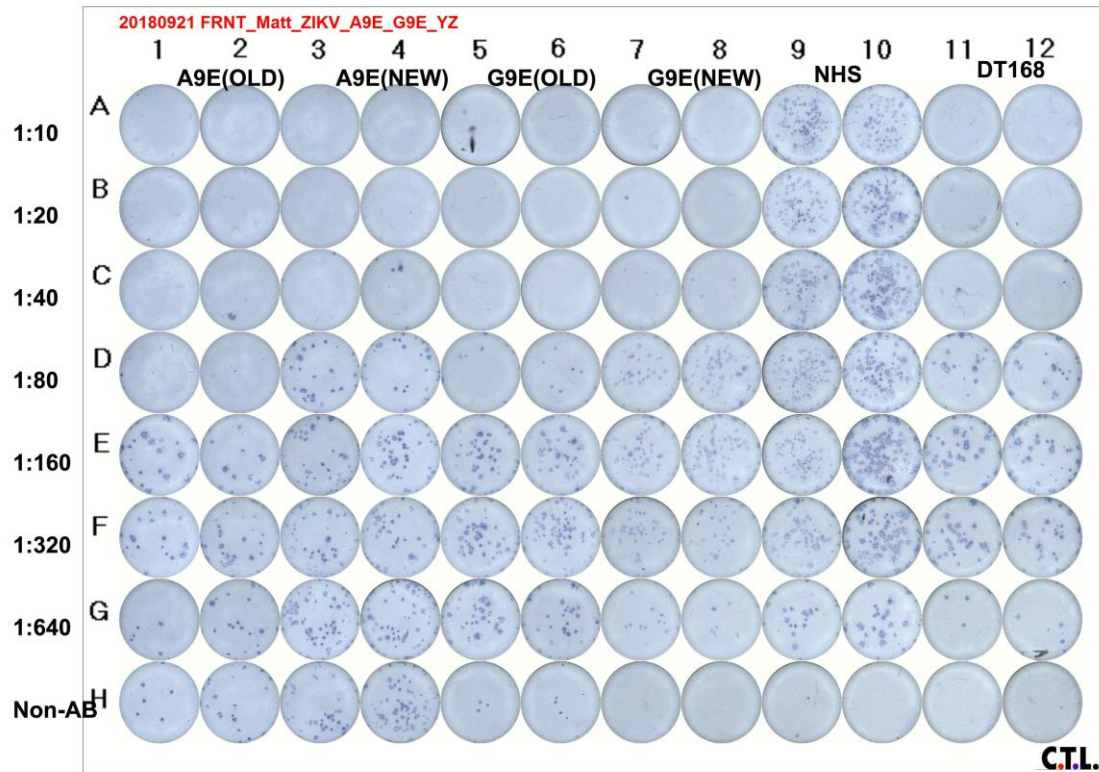 20180921 FRNT_Matt_ZIKV_A9E_G9E_YZ
1 2 3 4 5 6 7 8 9 10 11 12
A9E(OLD) A9E(NEW) G9E(OLD) G9E(NEW) NHS DT168
1:10 A
1:20 B
1:40 C
1:80 D
1:160 E
1:320 F
1:640 G
Non-AB H
C.T.L.